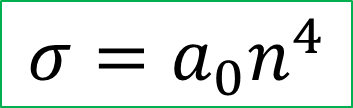 σ = a₀n⁴